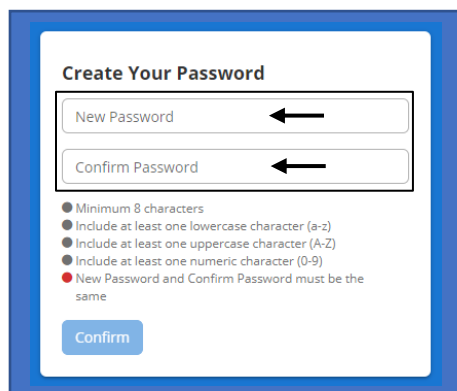 Create Your Password
New Password
Confirm Password
Minimum 8 characters
Include at least one lowercase character (a-z)
Include at least one uppercase character (A-Z)
Include at least one numeric character (0-9)
New Password and Confirm Password must be the
same
Confirm